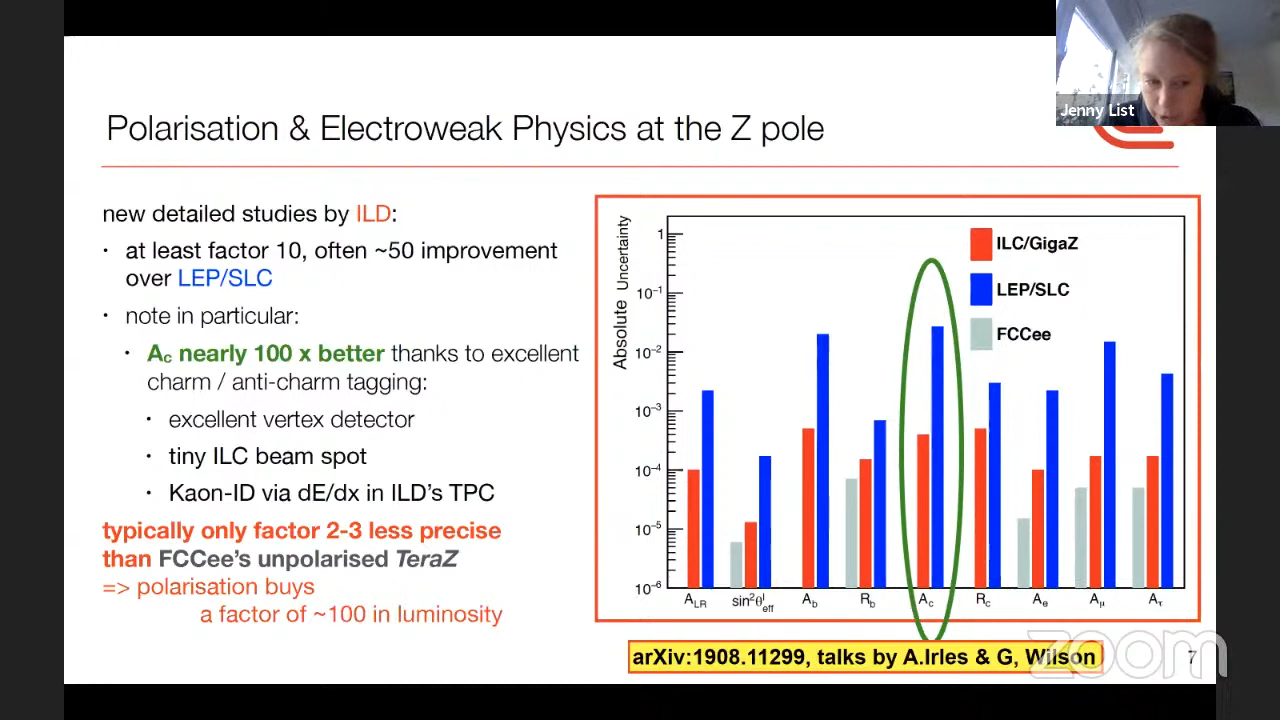 Jenny List
Polarisation & Electroweak Physics at the Z pole
new detailed studies by ILD:
· at least factor 10, often ~50 improvement
over LEP/SLC
· note in particular:
· Ac nearly 100 x better thanks to excellent
charm / anti-charm tagging:
· excellent vertex detector
· tiny ILC beam spot
· Kaon-ID via dE/dx in ILD's TPC
typically only factor 2-3 less precise
than FCCee's unpolarised TeraZ
=> polarisation buys
a factor of ~100 in luminosity
Absolute Uncertainty
1
10⁻¹
10⁻²
10⁻³
10⁻⁴
10⁻⁵
10⁻⁶
ILC/GigaZ
LEP/SLC
FCCee
A_LR sin²θˡ_eff A_b R_b A_c R_c A_e A_μ A_τ
arXiv:1908.11299, talks by A.Irles & G, Wilson
zoom
7